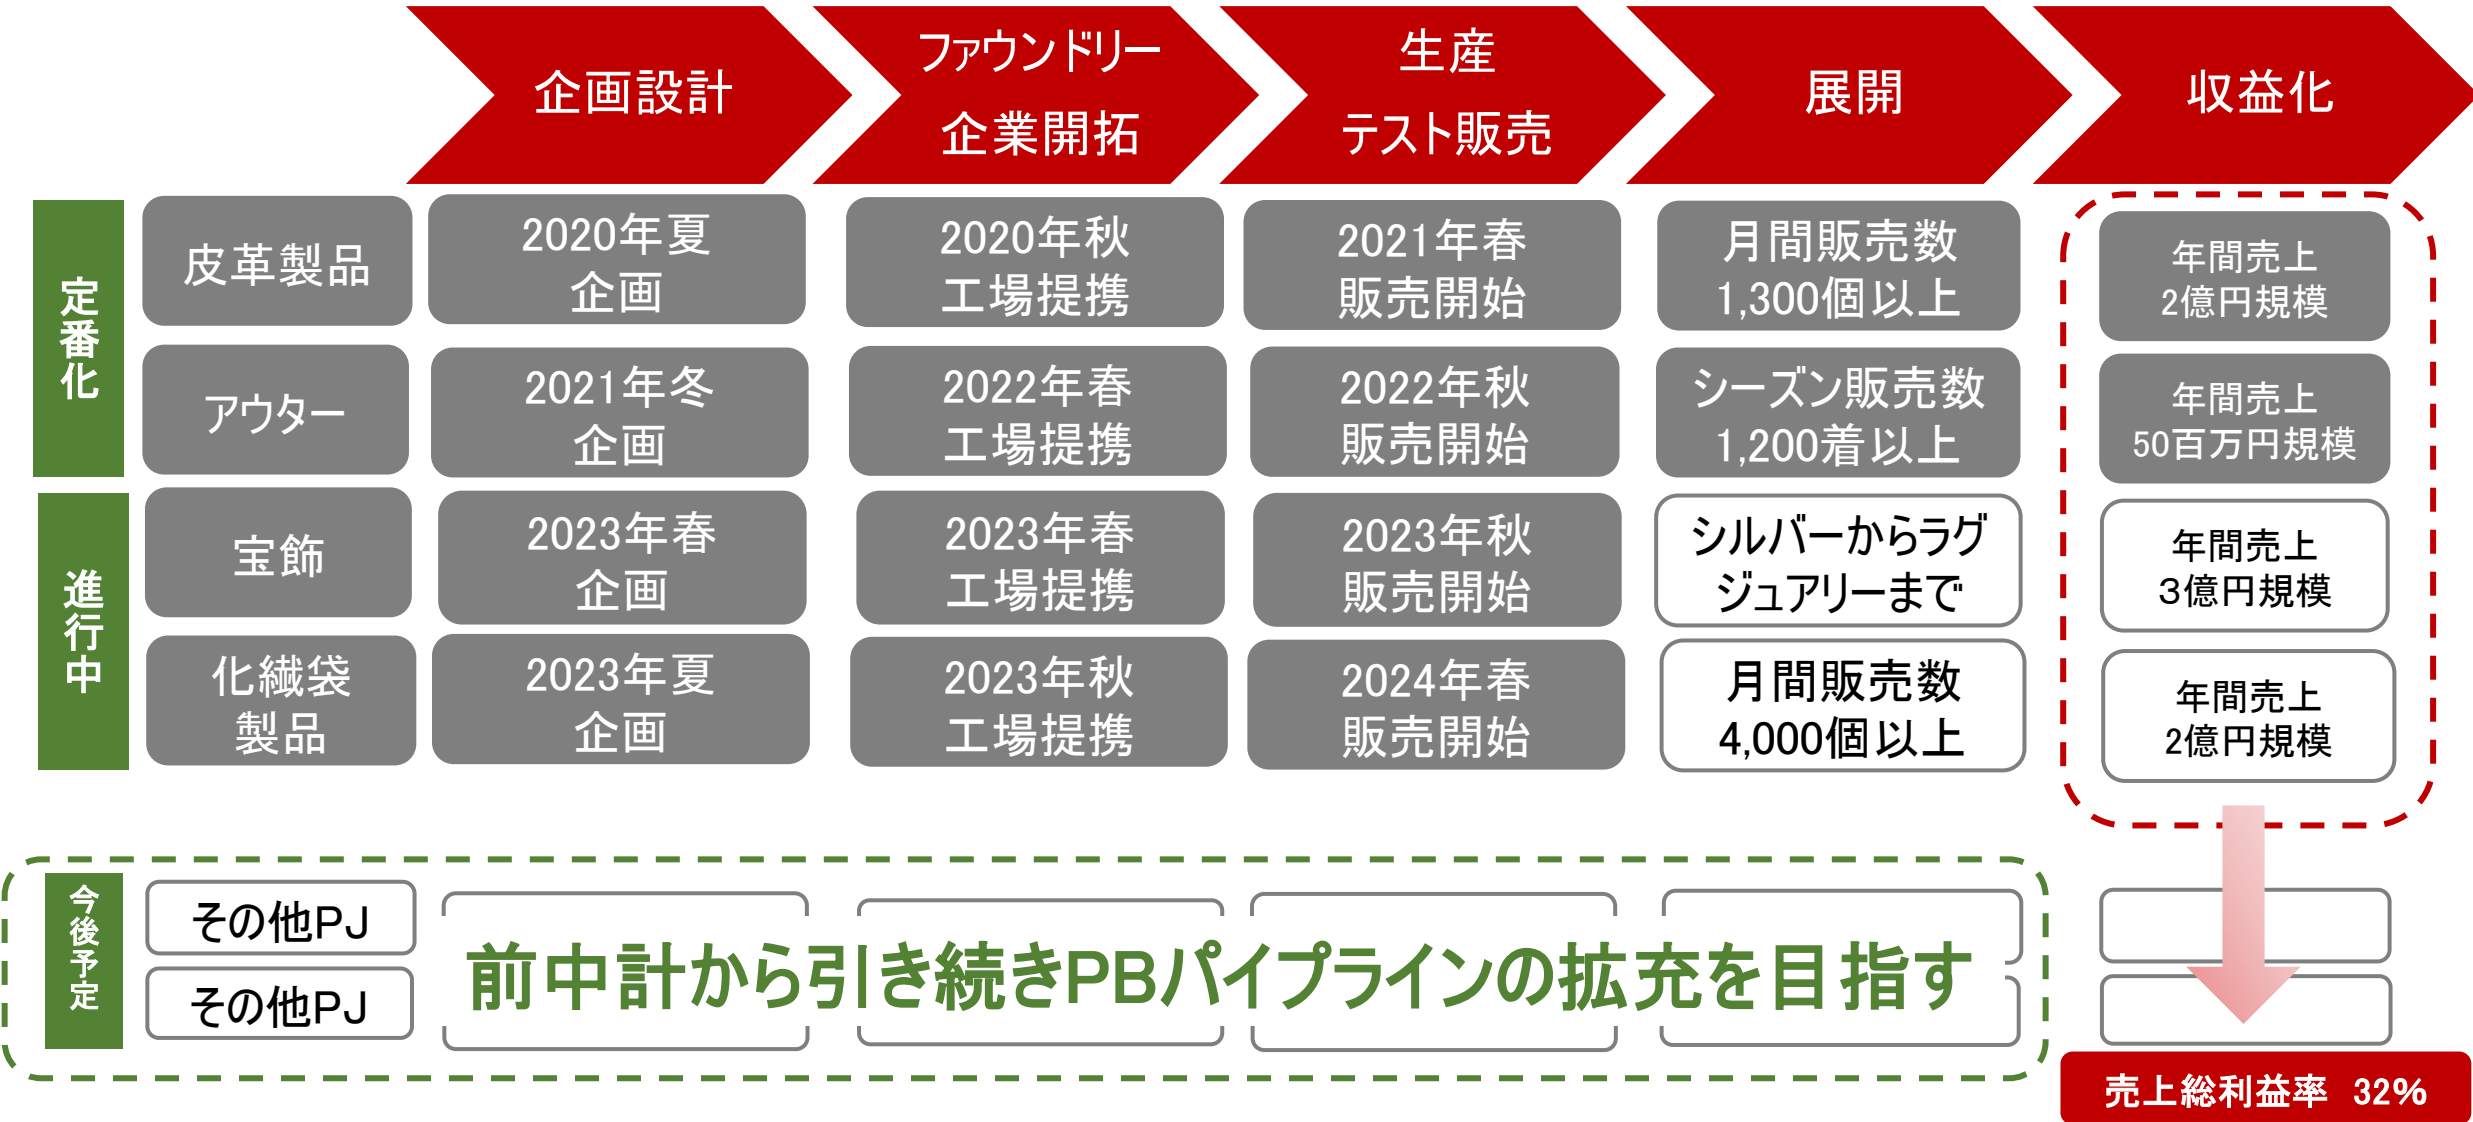 企画設計
ファウンドリー
企業開拓
生産
テスト販売
展開
収益化
定番化
皮革製品
2020年夏
企画
2020年秋
工場提携
2021年春
販売開始
月間販売数
1,300個以上
年間売上
2億円規模
アウター
2021年冬
企画
2022年春
工場提携
2022年秋
販売開始
シーズン販売数
1,200着以上
年間売上
50百万円規模
進行中
宝飾
2023年春
企画
2023年春
工場提携
2023年秋
販売開始
シルバーからラグ
ジュアリーまで
年間売上
３億円規模
化繊袋
製品
2023年夏
企画
2023年秋
工場提携
2024年春
販売開始
月間販売数
4,000個以上
年間売上
2億円規模
今後予定
その他PJ
その他PJ
前中計から引き続きPBパイプラインの拡充を目指す
売上総利益率　32%